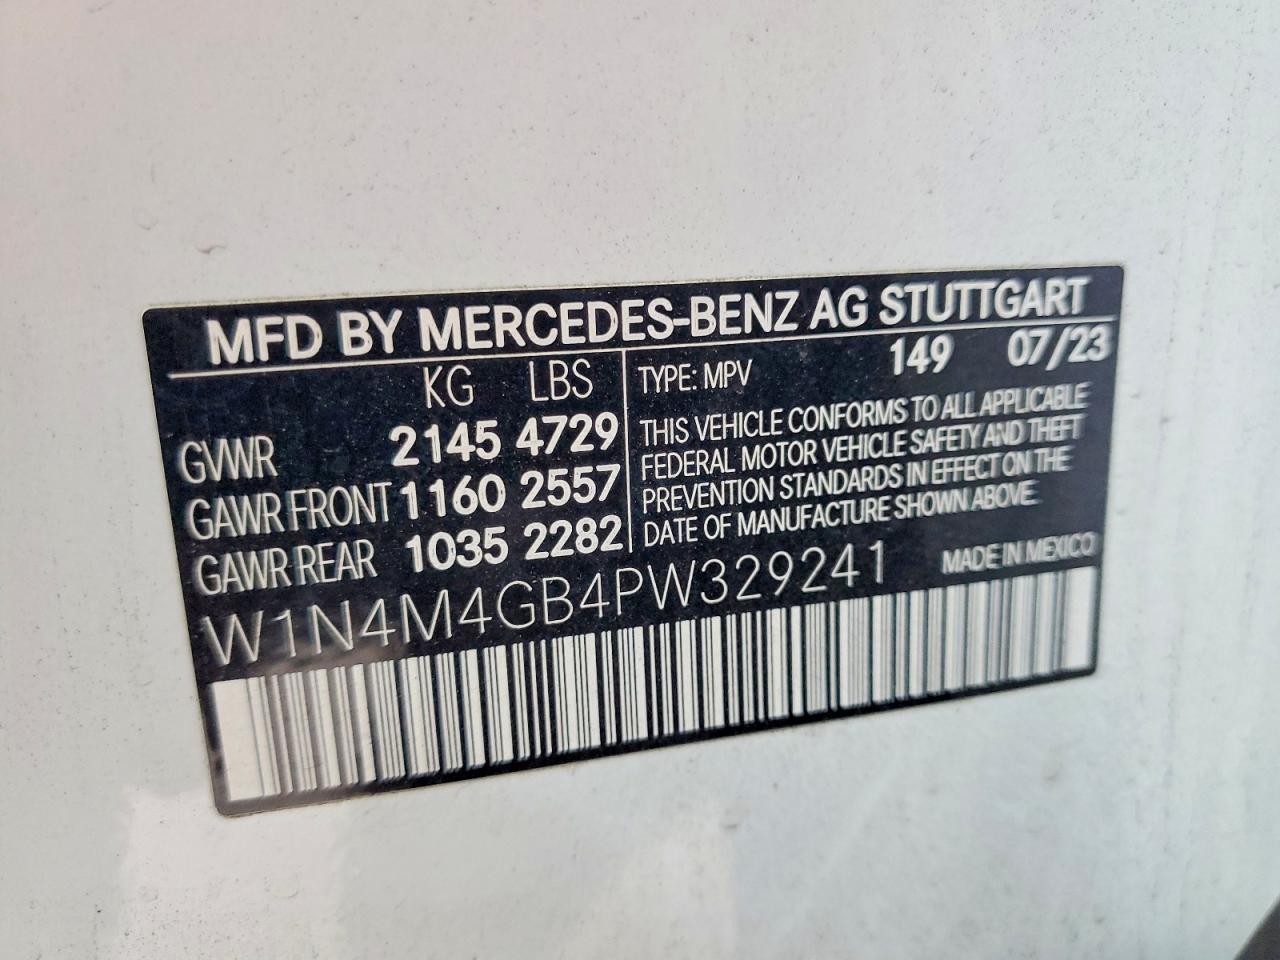 MFD BY MERCEDES-BENZ AG STUTTGART
KG LBS
GVWR 2145 4729
GAWR FRONT 1160 2557
GAWR REAR 1035 2282
149 07/23
TYPE: MPV
THIS VEHICLE CONFORMS TO ALL APPLICABLE
FEDERAL MOTOR VEHICLE SAFETY AND THEFT
PREVENTION STANDARDS IN EFFECT ON THE
DATE OF MANUFACTURE SHOWN ABOVE.
W1N4M4GB4PW329241
MADE IN MEXICO